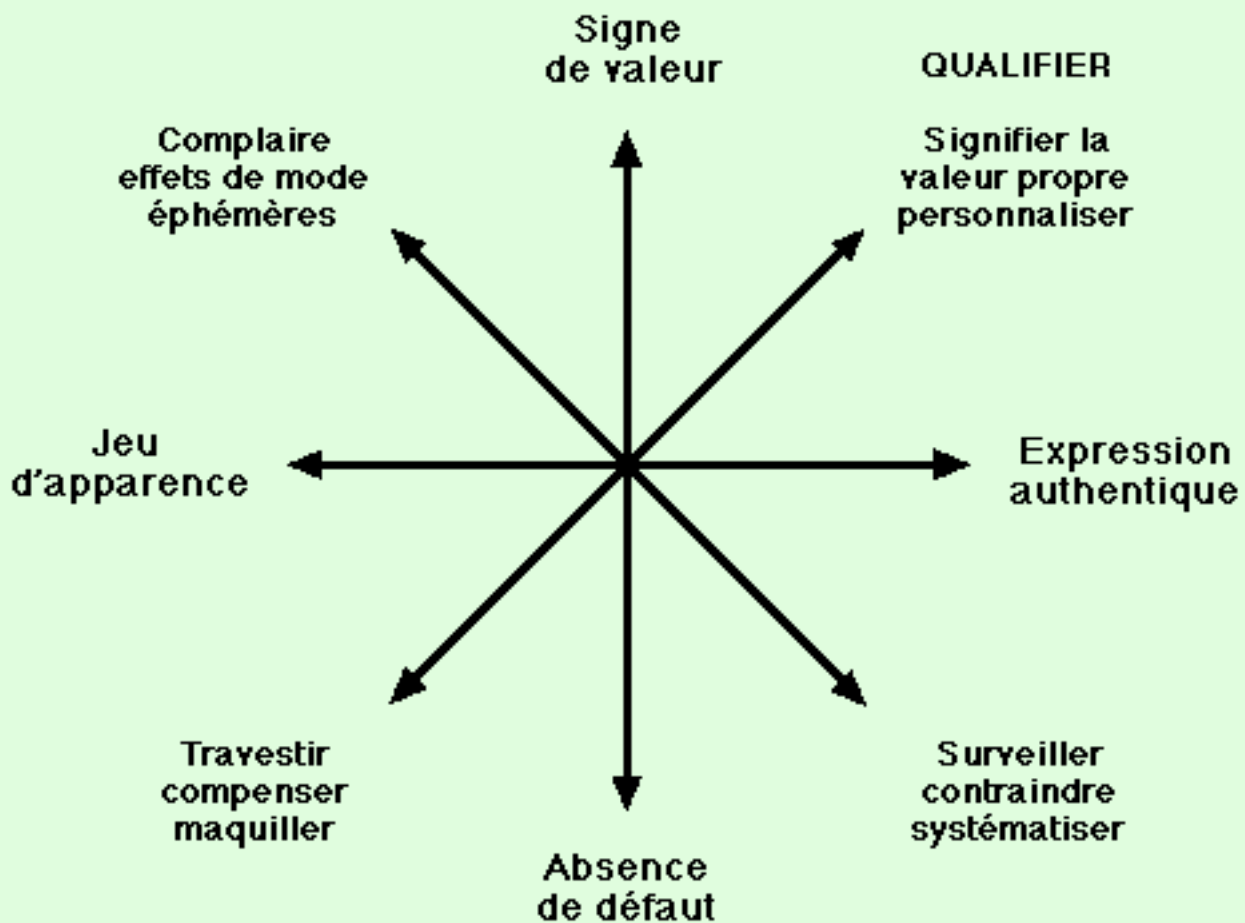 Signe
de valeur
QUALIFIER
Complaire
effets de mode
éphémères
Signifier la
valeur propre
personnaliser
Jeu
d'apparence
Expression
authentique
Travestir
compenser
maquiller
Surveiller
contraindre
systématiser
Absence
de défaut